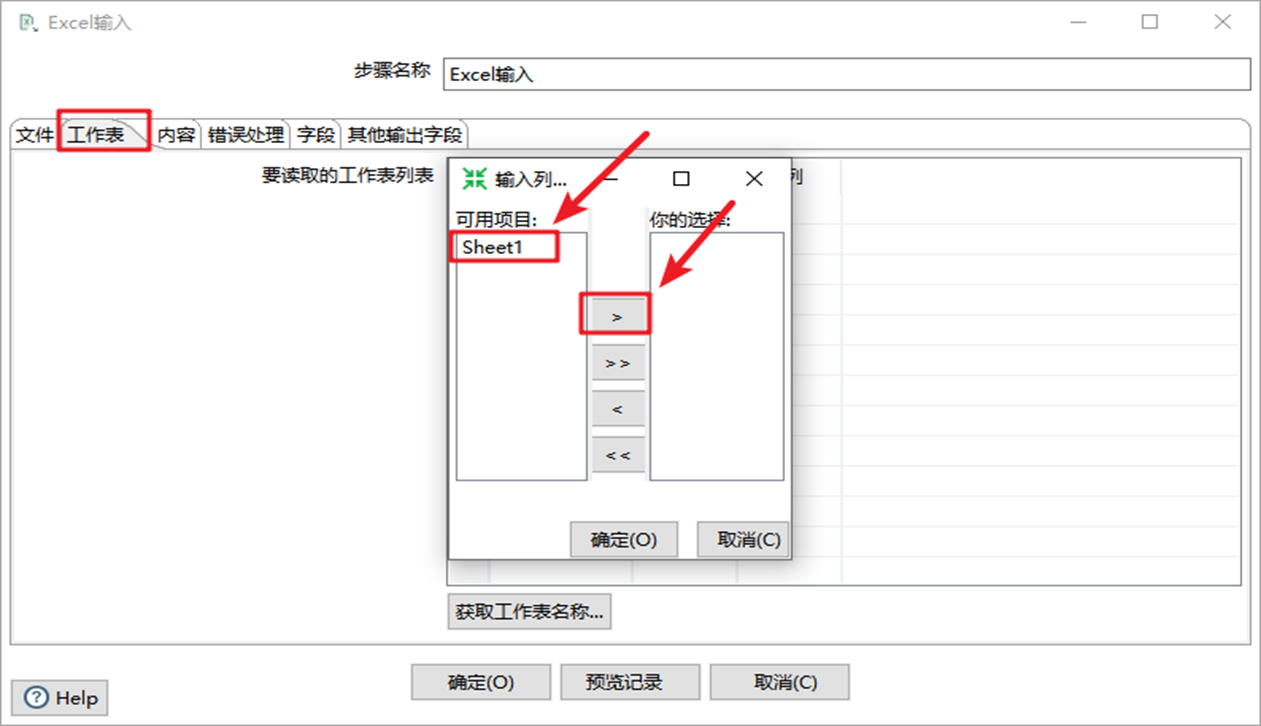 Excel输入
步骤名称 Excel输入
文件 工作表 内容 错误处理 字段 其他输出字段
要读取的工作表列表
列
输入列...
可用项目: 你的选择:
Sheet1
>
>>
<
<<
确定(O) 取消(C)
获取工作表名称...
确定(O) 预览记录 取消(C)
? Help